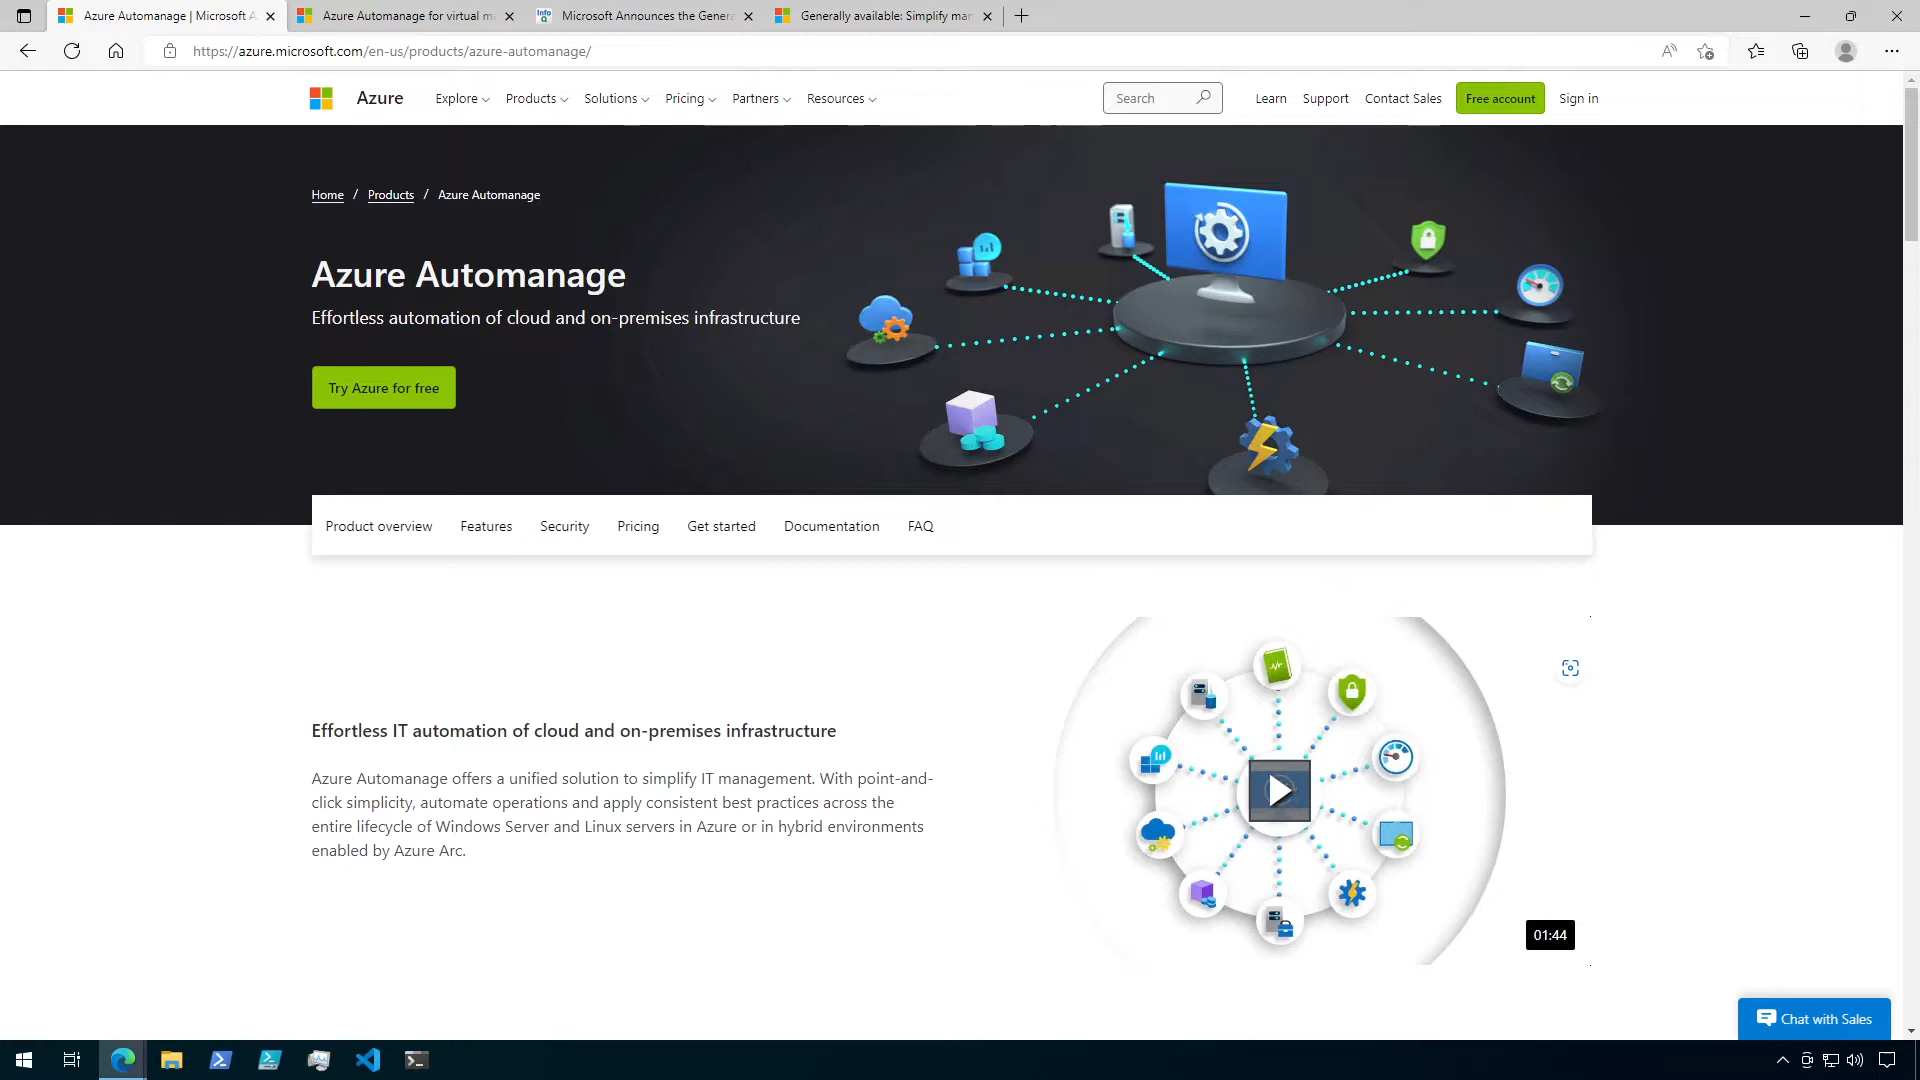 Azure Automanage | Microsoft A
Azure Automanage for virtual ma
Microsoft Announces the Genera
Generally available: Simplify man
https://azure.microsoft.com/en-us/products/azure-automanage/
Azure
Explore
Products
Solutions
Pricing
Partners
Resources
Search
Learn
Support
Contact Sales
Free account
Sign in
Home / Products / Azure Automanage
Azure Automanage
Effortless automation of cloud and on-premises infrastructure
Try Azure for free
Product overview
Features
Security
Pricing
Get started
Documentation
FAQ
Effortless IT automation of cloud and on-premises infrastructure
Azure Automanage offers a unified solution to simplify IT management. With point-and-
click simplicity, automate operations and apply consistent best practices across the
entire lifecycle of Windows Server and Linux servers in Azure or in hybrid environments
enabled by Azure Arc.
01:44
Chat with Sales